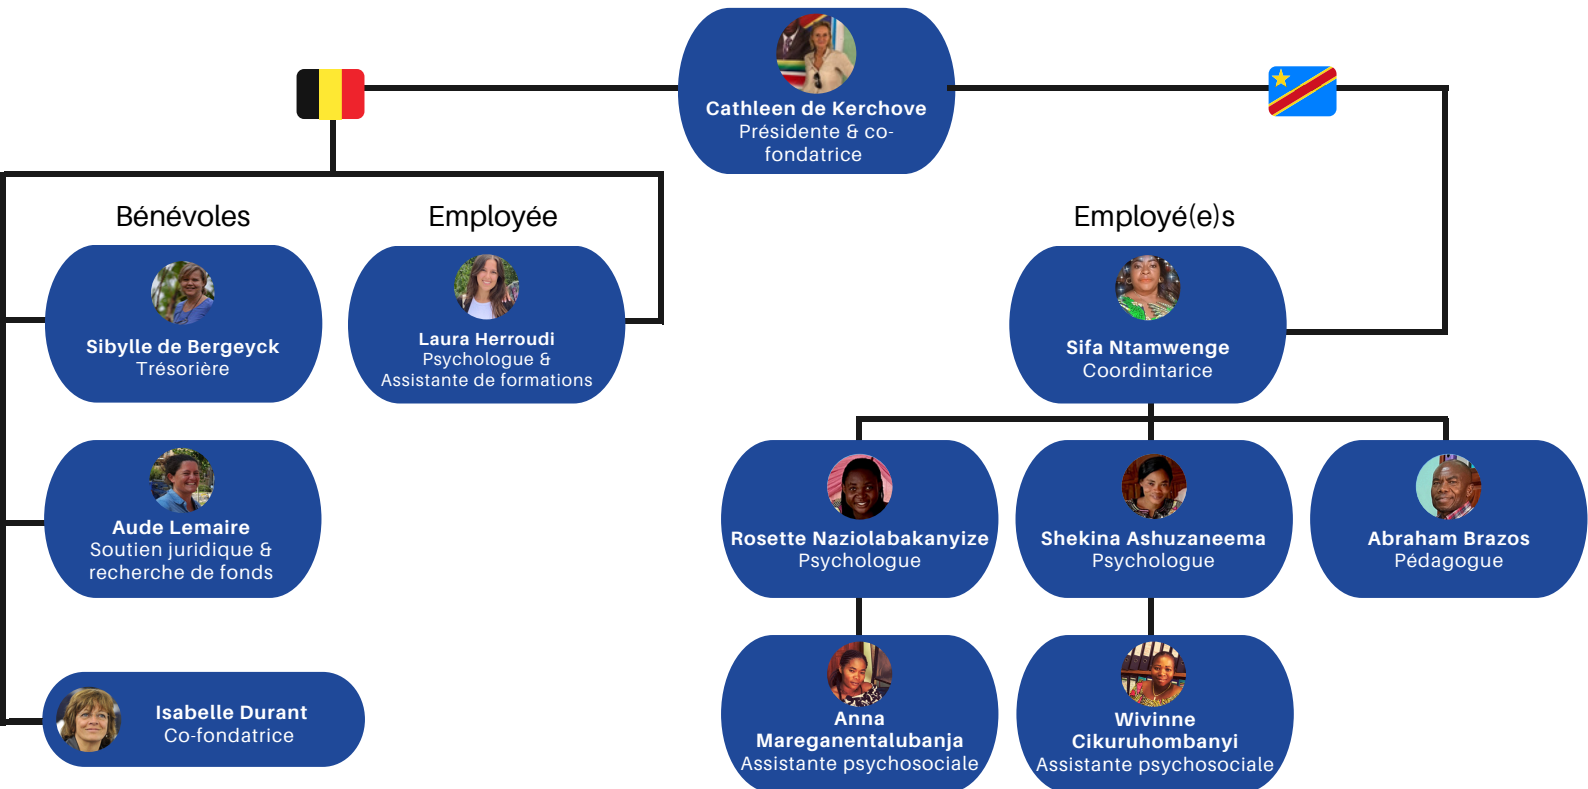 Cathleen de Kerchove
Présidente & co-
fondatrice
Bénévoles
Employée
Employé(e)s
Sibylle de Bergeyck
Trésorière
Laura Herroudi
Psychologue &
Assistante de formations
Sifa Ntamwenge
Coordintarice
Aude Lemaire
Soutien juridique &
recherche de fonds
Rosette Naziolabakanyize
Psychologue
Shekina Ashuzaneema
Psychologue
Abraham Brazos
Pédagogue
Isabelle Durant
Co-fondatrice
Anna
Mareganentalubanja
Assistante psychosociale
Wivinne
Cikuruhombanyi
Assistante psychosociale